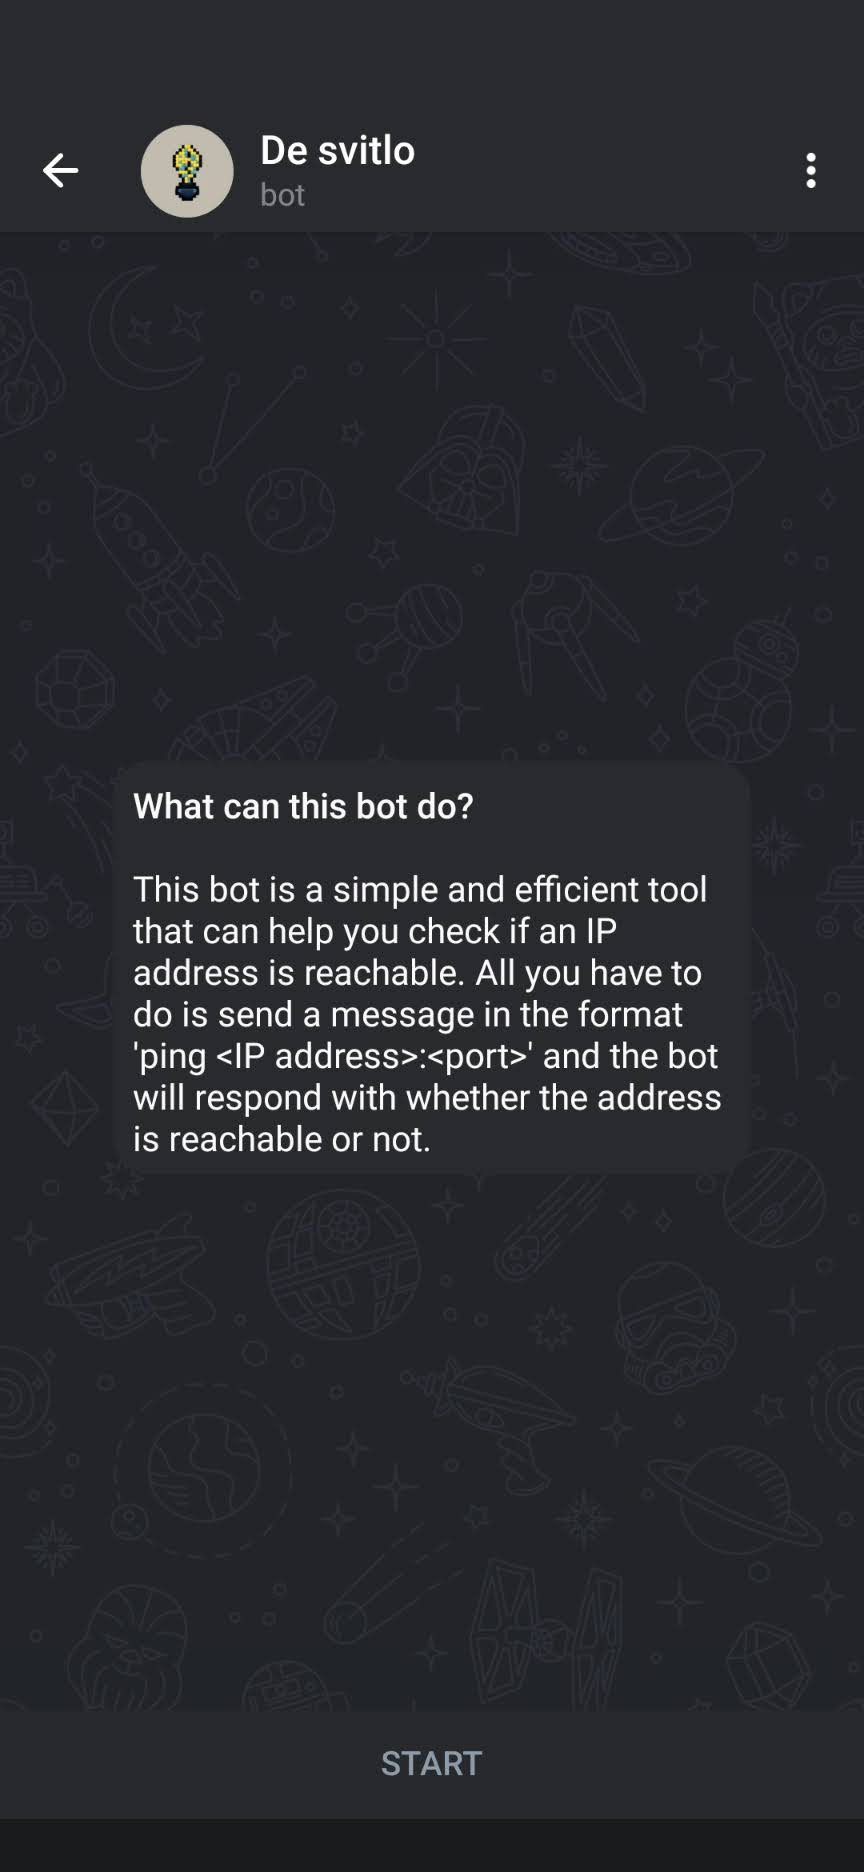 De svitlo
bot
What can this bot do?
This bot is a simple and efficient tool
that can help you check if an IP
address is reachable. All you have to
do is send a message in the format
'ping <IP address>:<port>' and the bot
will respond with whether the address
is reachable or not.
START